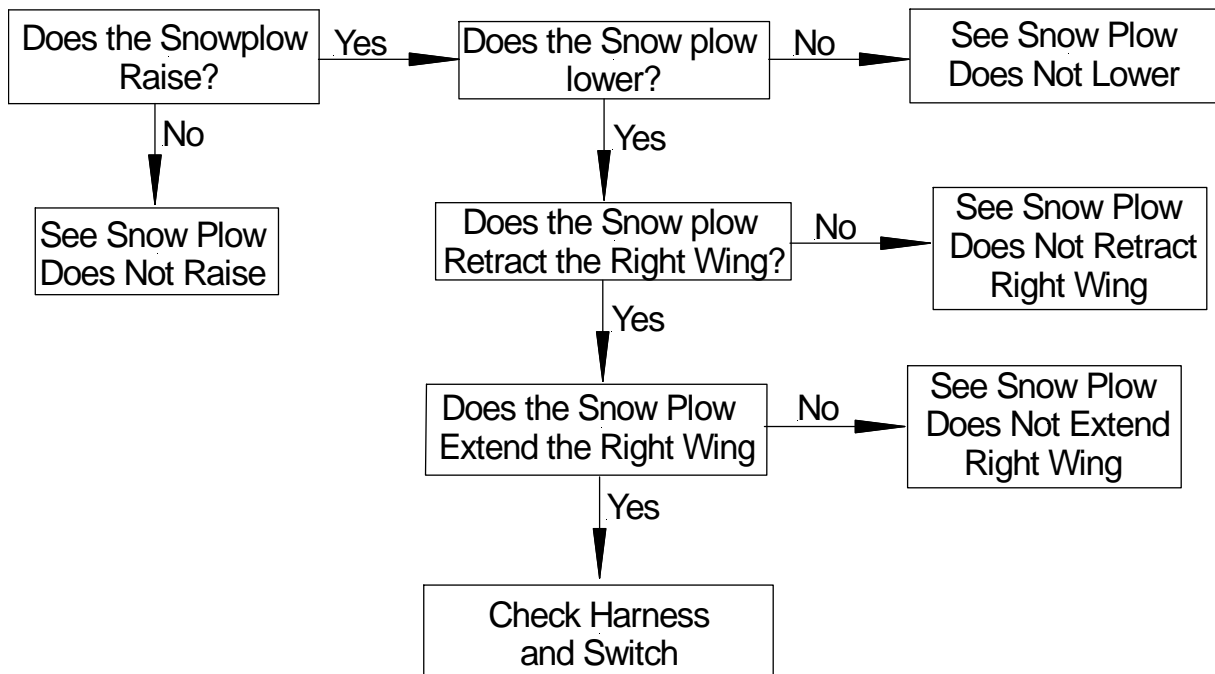 Does the Snowplow
Raise?
Yes
Does the Snow plow
lower?
No
See Snow Plow
Does Not Lower
No
See Snow Plow
Does Not Raise
Yes
Does the Snow plow
Retract the Right Wing?
No
See Snow Plow
Does Not Retract
Right Wing
Yes
Does the Snow Plow
Extend the Right Wing
No
See Snow Plow
Does Not Extend
Right Wing
Yes
Check Harness
and Switch